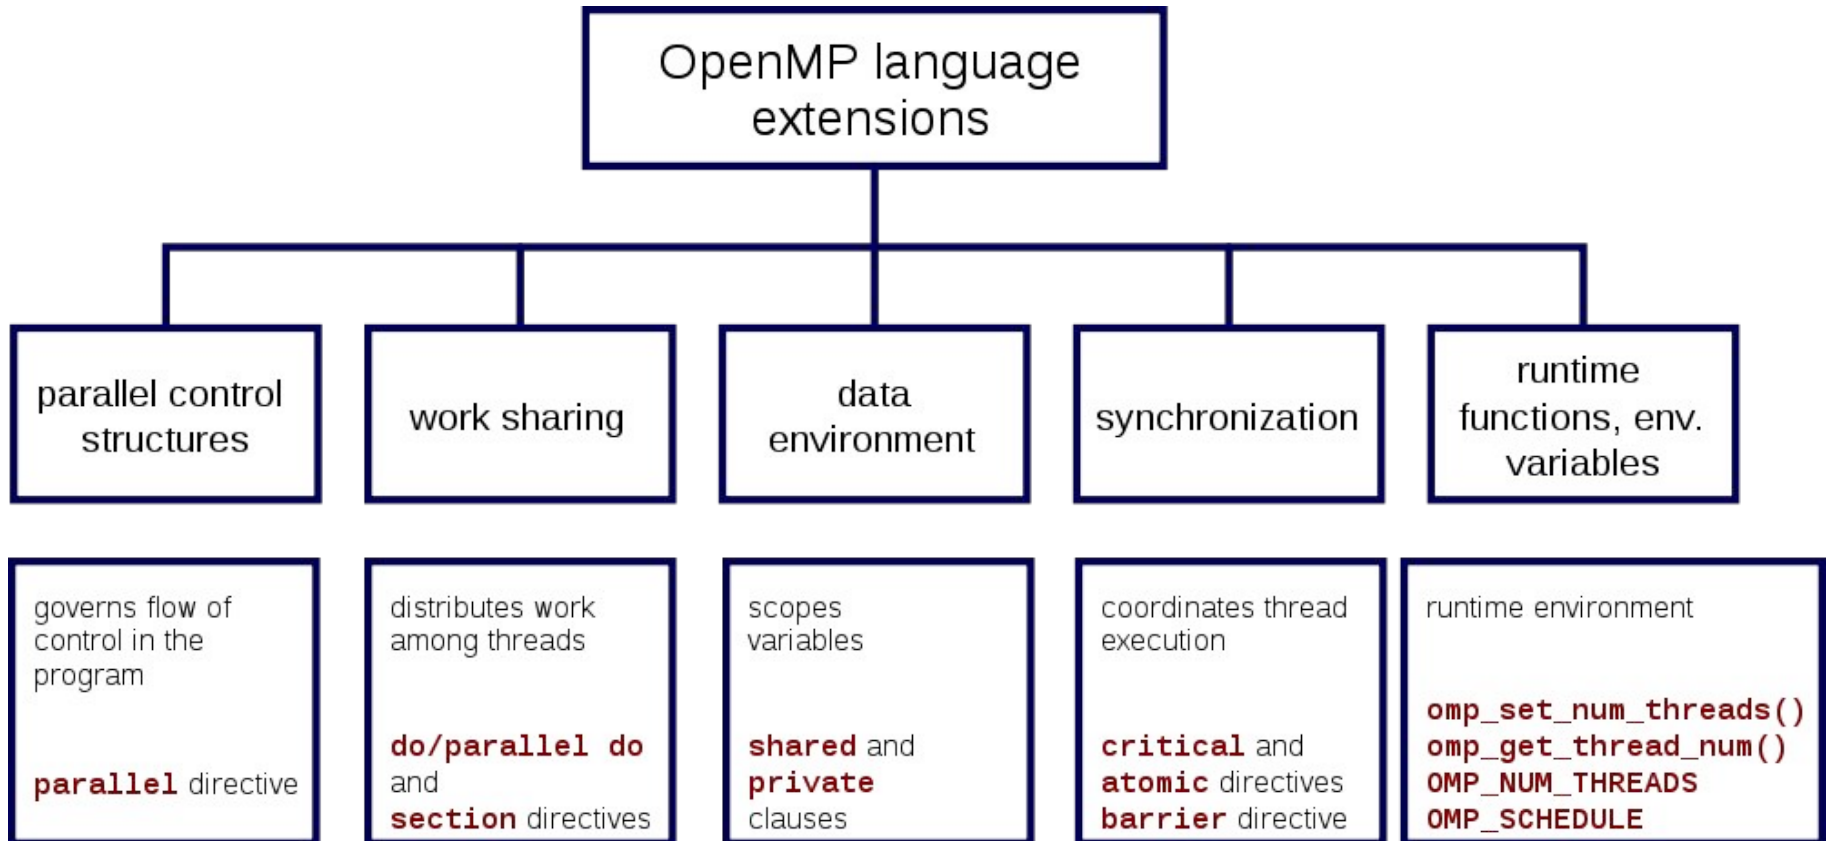 OpenMP language
extensions
parallel control
structures
work sharing
data
environment
synchronization
runtime
functions, env.
variables
governs flow of
control in the
program
parallel directive
distributes work
among threads
do/parallel do
and
section directives
scopes
variables
shared and
private
clauses
coordinates thread
execution
critical and
atomic directives
barrier directive
runtime environment
omp_set_num_threads()
omp_get_thread_num()
OMP_NUM_THREADS
OMP_SCHEDULE